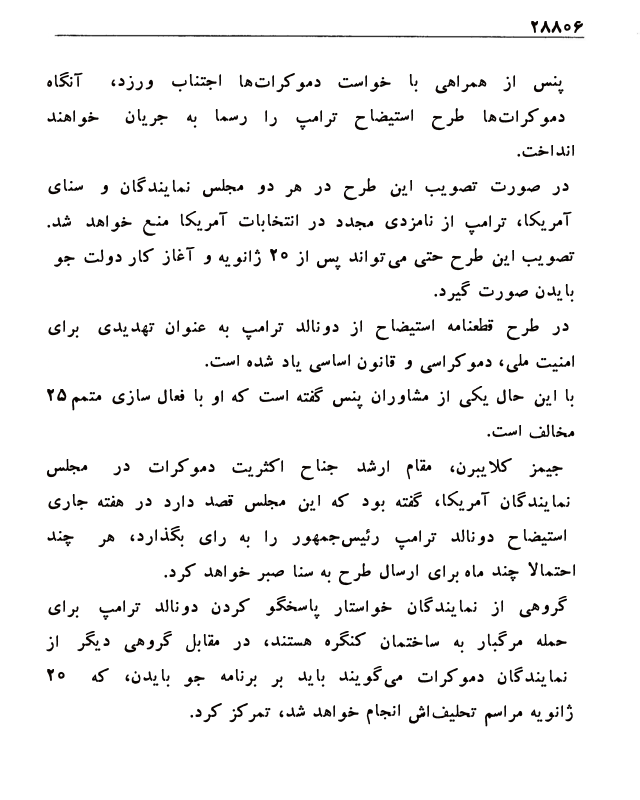 ۲۸۸۰۶
پنس از همراهی با خواست دموکرات‌ها اجتناب ورزد، آنگاه
دموکرات‌ها طرح استیضاح ترامپ را رسما به جریان خواهند
انداخت.
در صورت تصویب این طرح در هر دو مجلس نمایندگان و سنای
آمریکا، ترامپ از نامزدی مجدد در انتخابات آمریکا منع خواهد شد.
تصویب این طرح حتی می‌تواند پس از ۲۰ ژانویه و آغاز کار دولت جو
بایدن صورت گیرد.
در طرح قطعنامه استیضاح از دونالد ترامپ به عنوان تهدیدی برای
امنیت ملی، دموکراسی و قانون اساسی یاد شده است.
با این حال یکی از مشاوران پنس گفته است که او با فعال سازی متمم ۲۵
مخالف است.
جیمز کلایبرن، مقام ارشد جناح اکثریت دموکرات در مجلس
نمایندگان آمریکا، گفته بود که این مجلس قصد دارد در هفته جاری
استیضاح دونالد ترامپ رئیس‌جمهور را به رای بگذارد، هر چند
احتمالا چند ماه برای ارسال طرح به سنا صبر خواهد کرد.
گروهی از نمایندگان خواستار پاسخگو کردن دونالد ترامپ برای
حمله مرگبار به ساختمان کنگره هستند، در مقابل گروهی دیگر از
نمایندگان دموکرات می‌گویند باید بر برنامه جو بایدن، که ۲۰
ژانویه مراسم تحلیف‌اش انجام خواهد شد، تمرکز کرد.